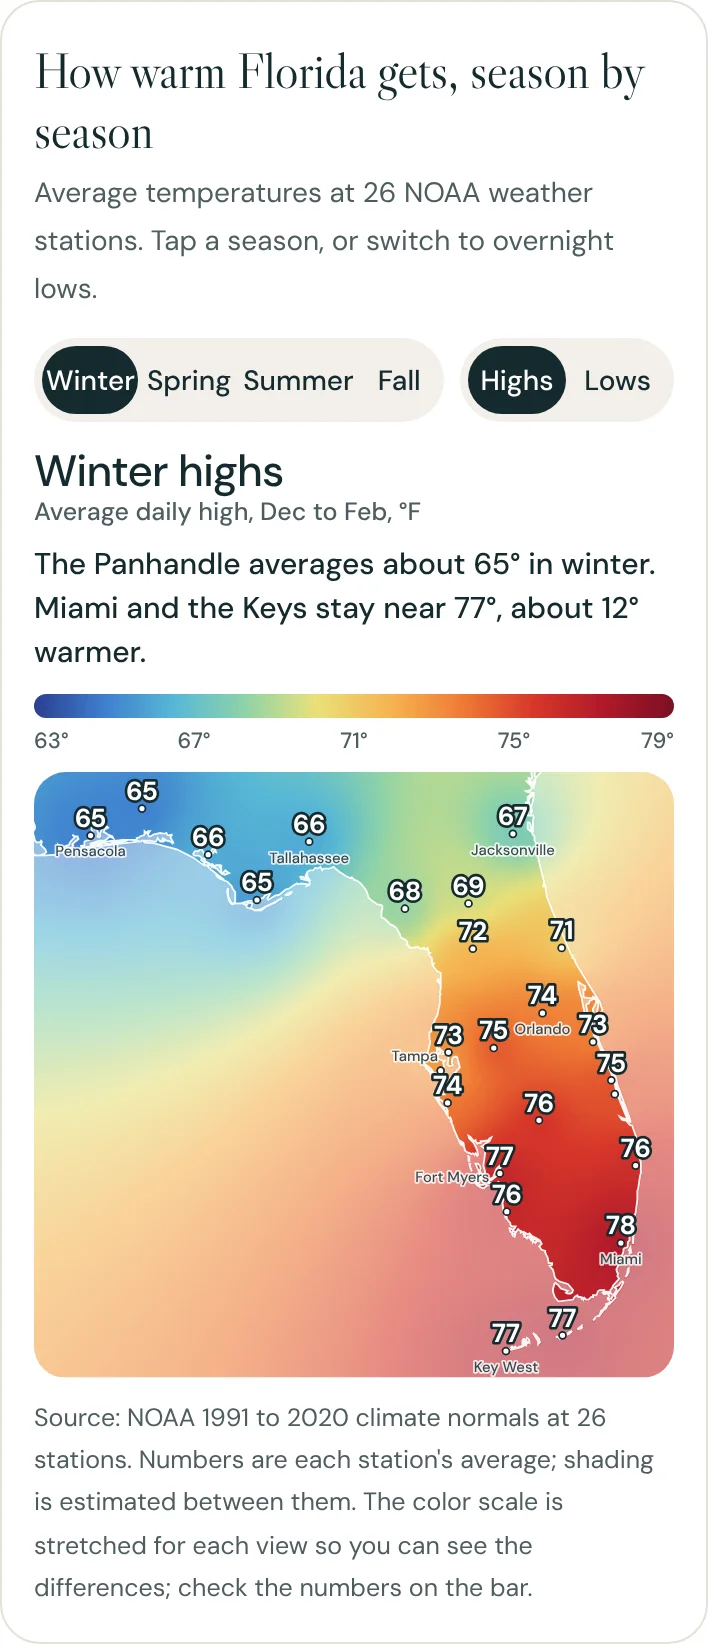 How warm Florida gets, season by
season
Average temperatures at 26 NOAA weather
stations. Tap a season, or switch to overnight
lows.
Winter Spring Summer Fall Highs Lows
Winter highs
Average daily high, Dec to Feb, °F
The Panhandle averages about 65° in winter.
Miami and the Keys stay near 77°, about 12°
warmer.
63° 67° 71° 75° 79°
65
65
Pensacola
66
66
Tallahassee
67
Jacksonville
65
68
69
72
71
74
Orlando
73
75
73
Tampa
74
75
76
77
Fort Myers
76
76
78
Miami
77
77
Key West
Source: NOAA 1991 to 2020 climate normals at 26
stations. Numbers are each station's average; shading
is estimated between them. The color scale is
stretched for each view so you can see the
differences; check the numbers on the bar.